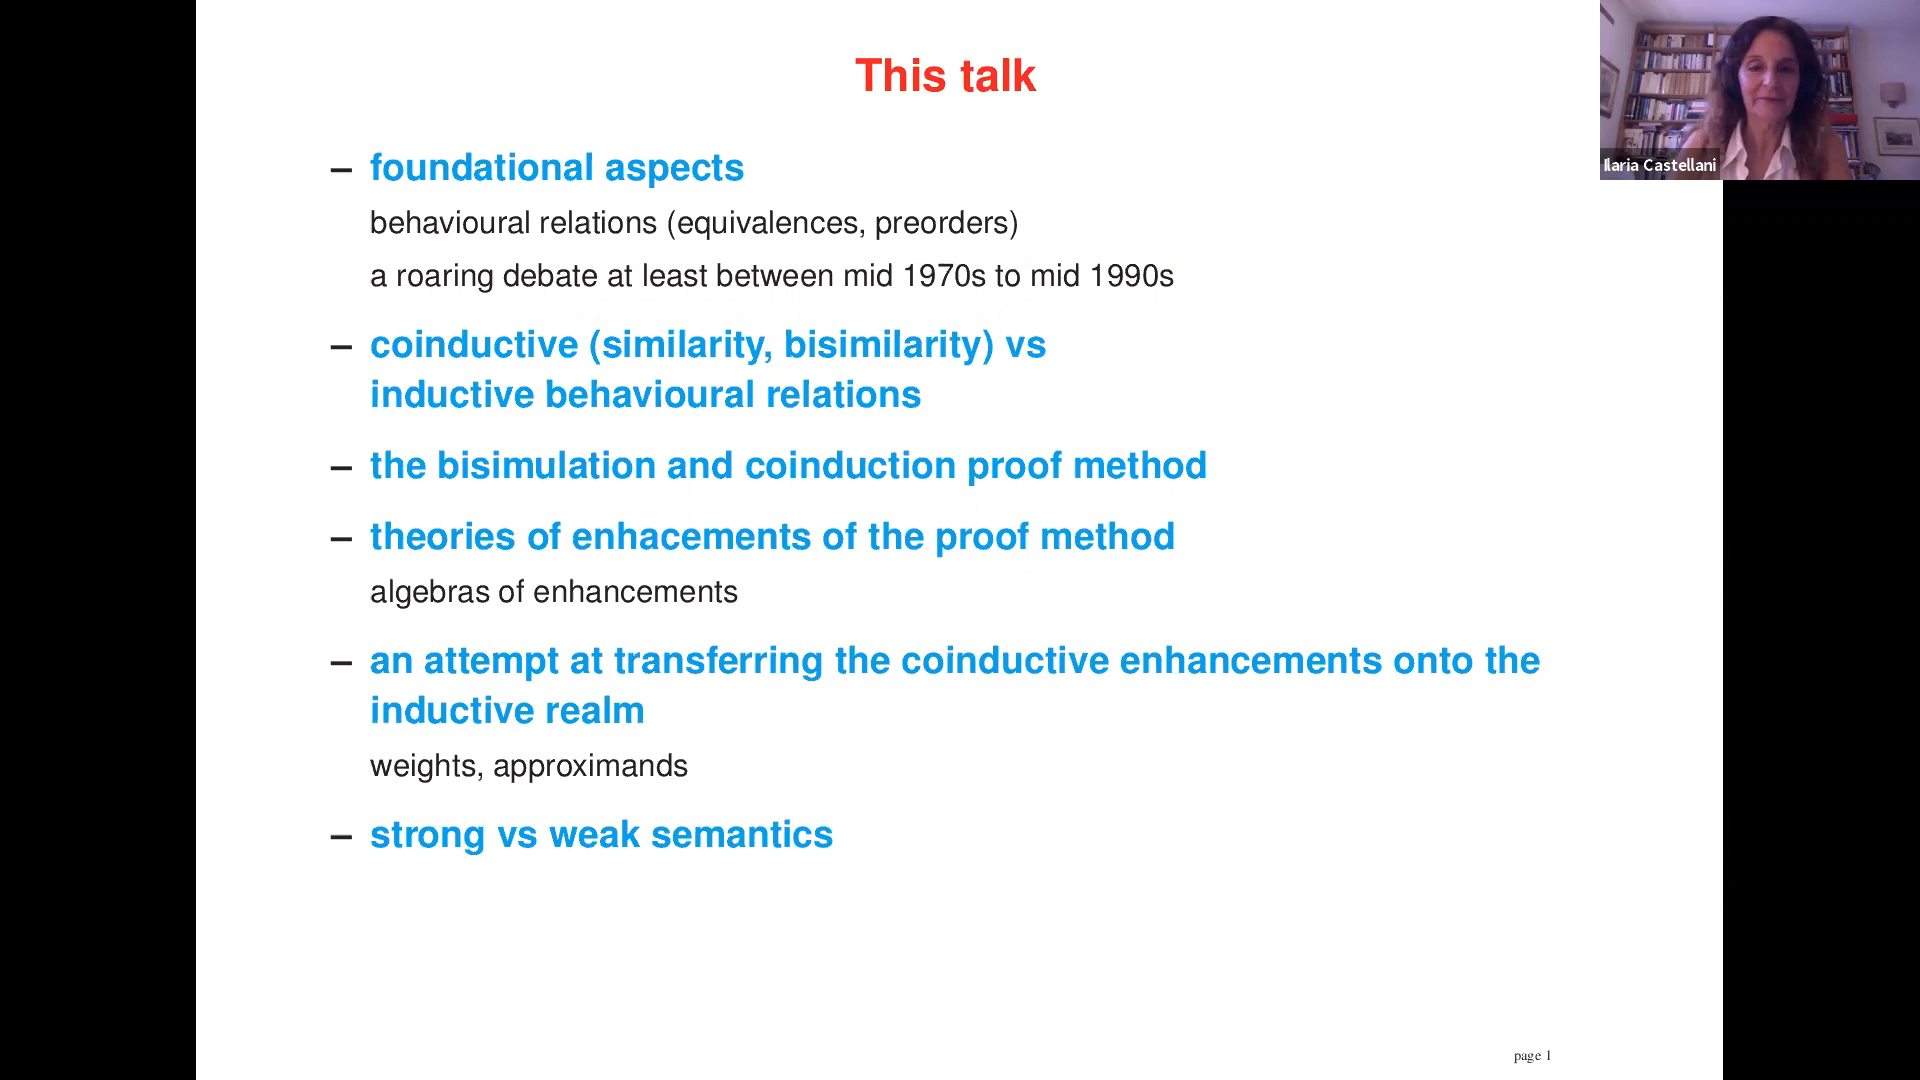 This talk
– foundational aspects
behavioural relations (equivalences, preorders)
a roaring debate at least between mid 1970s to mid 1990s
– coinductive (similarity, bisimilarity) vs
inductive behavioural relations
– the bisimulation and coinduction proof method
– theories of enhacements of the proof method
algebras of enhancements
– an attempt at transferring the coinductive enhancements onto the
inductive realm
weights, approximands
– strong vs weak semantics
page 1
Ilaria Castellani